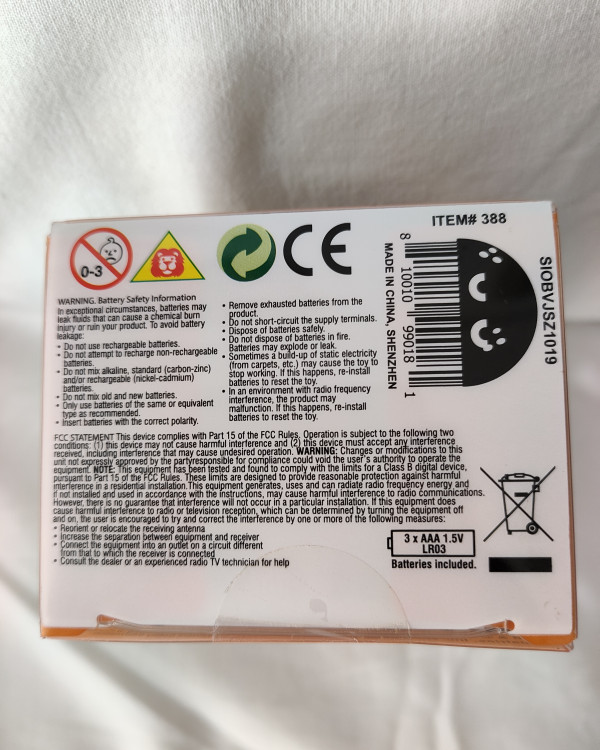 ITEM# 388
0-3
CE
8 10010 99018 1
MADE IN CHINA, SHENZHEN
SIOBVJSZ1019
WARNING. Battery Safety Information
In exceptional circumstances, batteries may
leak fluids that can cause a chemical burn
injury or ruin your product. To avoid battery
leakage:
• Do not use rechargeable batteries.
• Do not attempt to recharge non-rechargeable
batteries.
• Do not mix alkaline, standard (carbon-zinc)
and/or rechargeable (nickel-cadmium)
batteries.
• Do not mix old and new batteries.
• Only use batteries of the same or equivalent
type as recommended.
• Insert batteries with the correct polarity.
• Remove exhausted batteries from the
product.
• Do not short-circuit the supply terminals.
• Dispose of batteries safely.
• Do not dispose of batteries in fire.
Batteries may explode or leak.
• Sometimes a build-up of static electricity
(from carpets, etc.) may cause the toy to
stop working. If this happens, re-install
batteries to reset the toy.
• In an environment with radio frequency
interference, the product may
malfunction. If this happens, re-install
batteries to reset the toy.
FCC STATEMENT This device complies with Part 15 of the FCC Rules. Operation is subject to the following two
conditions: (1) this device may not cause harmful interference and (2) this device must accept any interference
received, including interference that may cause undesired operation. WARNING: Changes or modifications to this
unit not expressly approved by the partyresponsible for compliance could void the user's authority to operate the
equipment. NOTE: This equipment has been tested and found to comply with the limits for a Class B digital device,
pursuant to Part 15 of the FCC Rules. These limits are designed to provide reasonable protection against harmful
interference in a residential installation. This equipment generates, uses and can radiate radio frequency energy and
if not installed and used in accordance with the instructions, may cause harmful interference to radio communications.
However, there is no guarantee that interference will not occur in a particular installation. If this equipment does
cause harmful interference to radio or television reception, which can be determined by turning the equipment off
and on, the user is encouraged to try and correct the interference by one or more of the following measures:
• Reorient or relocate the receiving antenna
• Increase the separation between equipment and receiver
• Connect the equipment into an outlet on a circuit different
from that to which the receiver is connected
• Consult the dealer or an experienced radio TV technician for help
3 x AAA 1.5V
LR03
Batteries included.